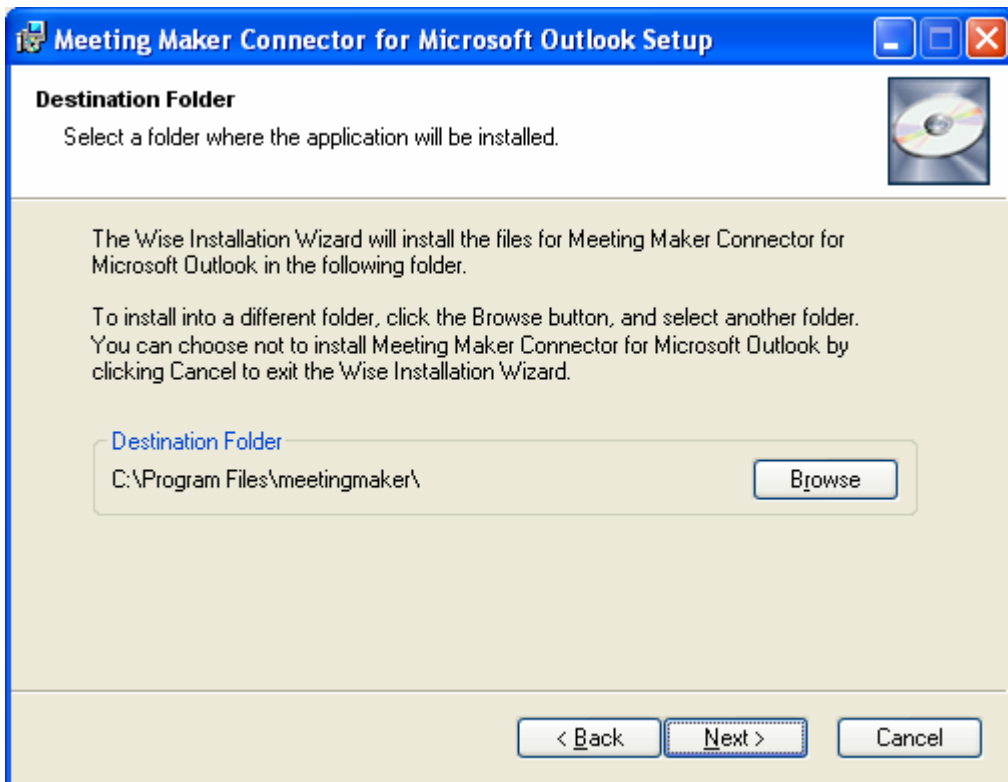 Meeting Maker Connector for Microsoft Outlook Setup
Destination Folder
Select a folder where the application will be installed.
The Wise Installation Wizard will install the files for Meeting Maker Connector for
Microsoft Outlook in the following folder.
To install into a different folder, click the Browse button, and select another folder.
You can choose not to install Meeting Maker Connector for Microsoft Outlook by
clicking Cancel to exit the Wise Installation Wizard.
Destination Folder
C:\Program Files\meetingmaker\
Browse
< Back
Next >
Cancel